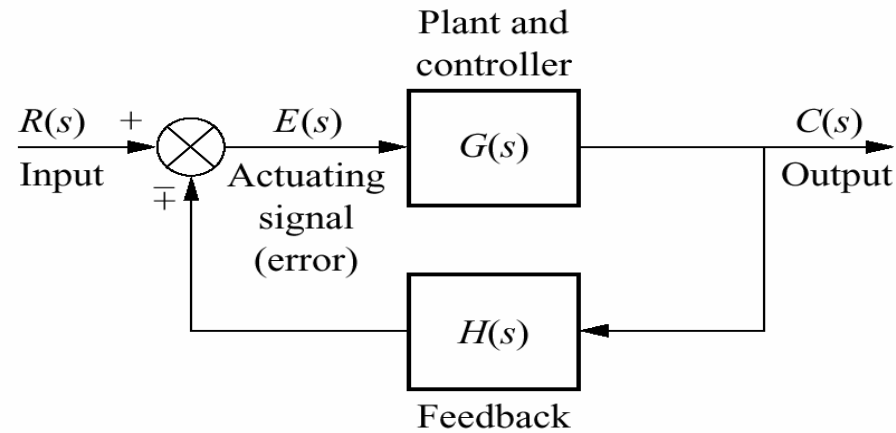 Plant and
controller
R(s) + E(s) G(s) C(s)
Input ∓ Actuating Output
signal
(error)
H(s)
Feedback